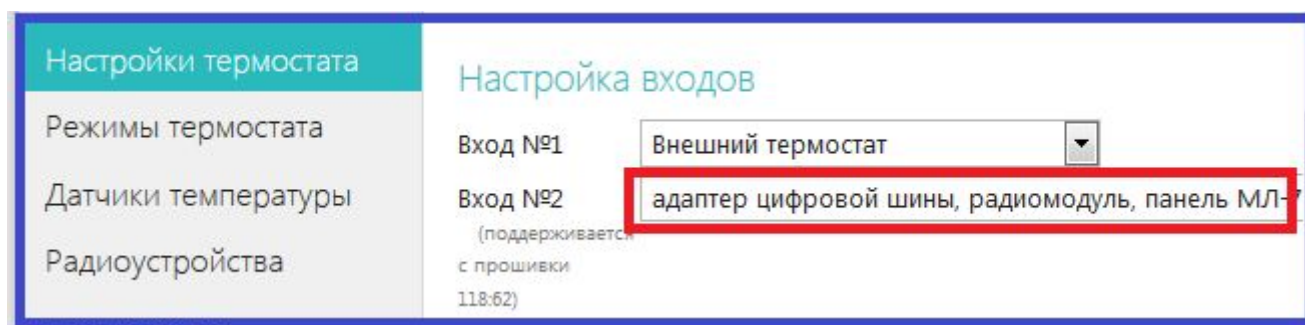 Настройки термостата
Режимы термостата
Датчики температуры
Радиоустройства
Настройка входов
Вход №1 Внешний термостат
Вход №2 адаптер цифровой шины, радиомодуль, панель МЛ-7
(поддерживается
с прошивки
118:62)